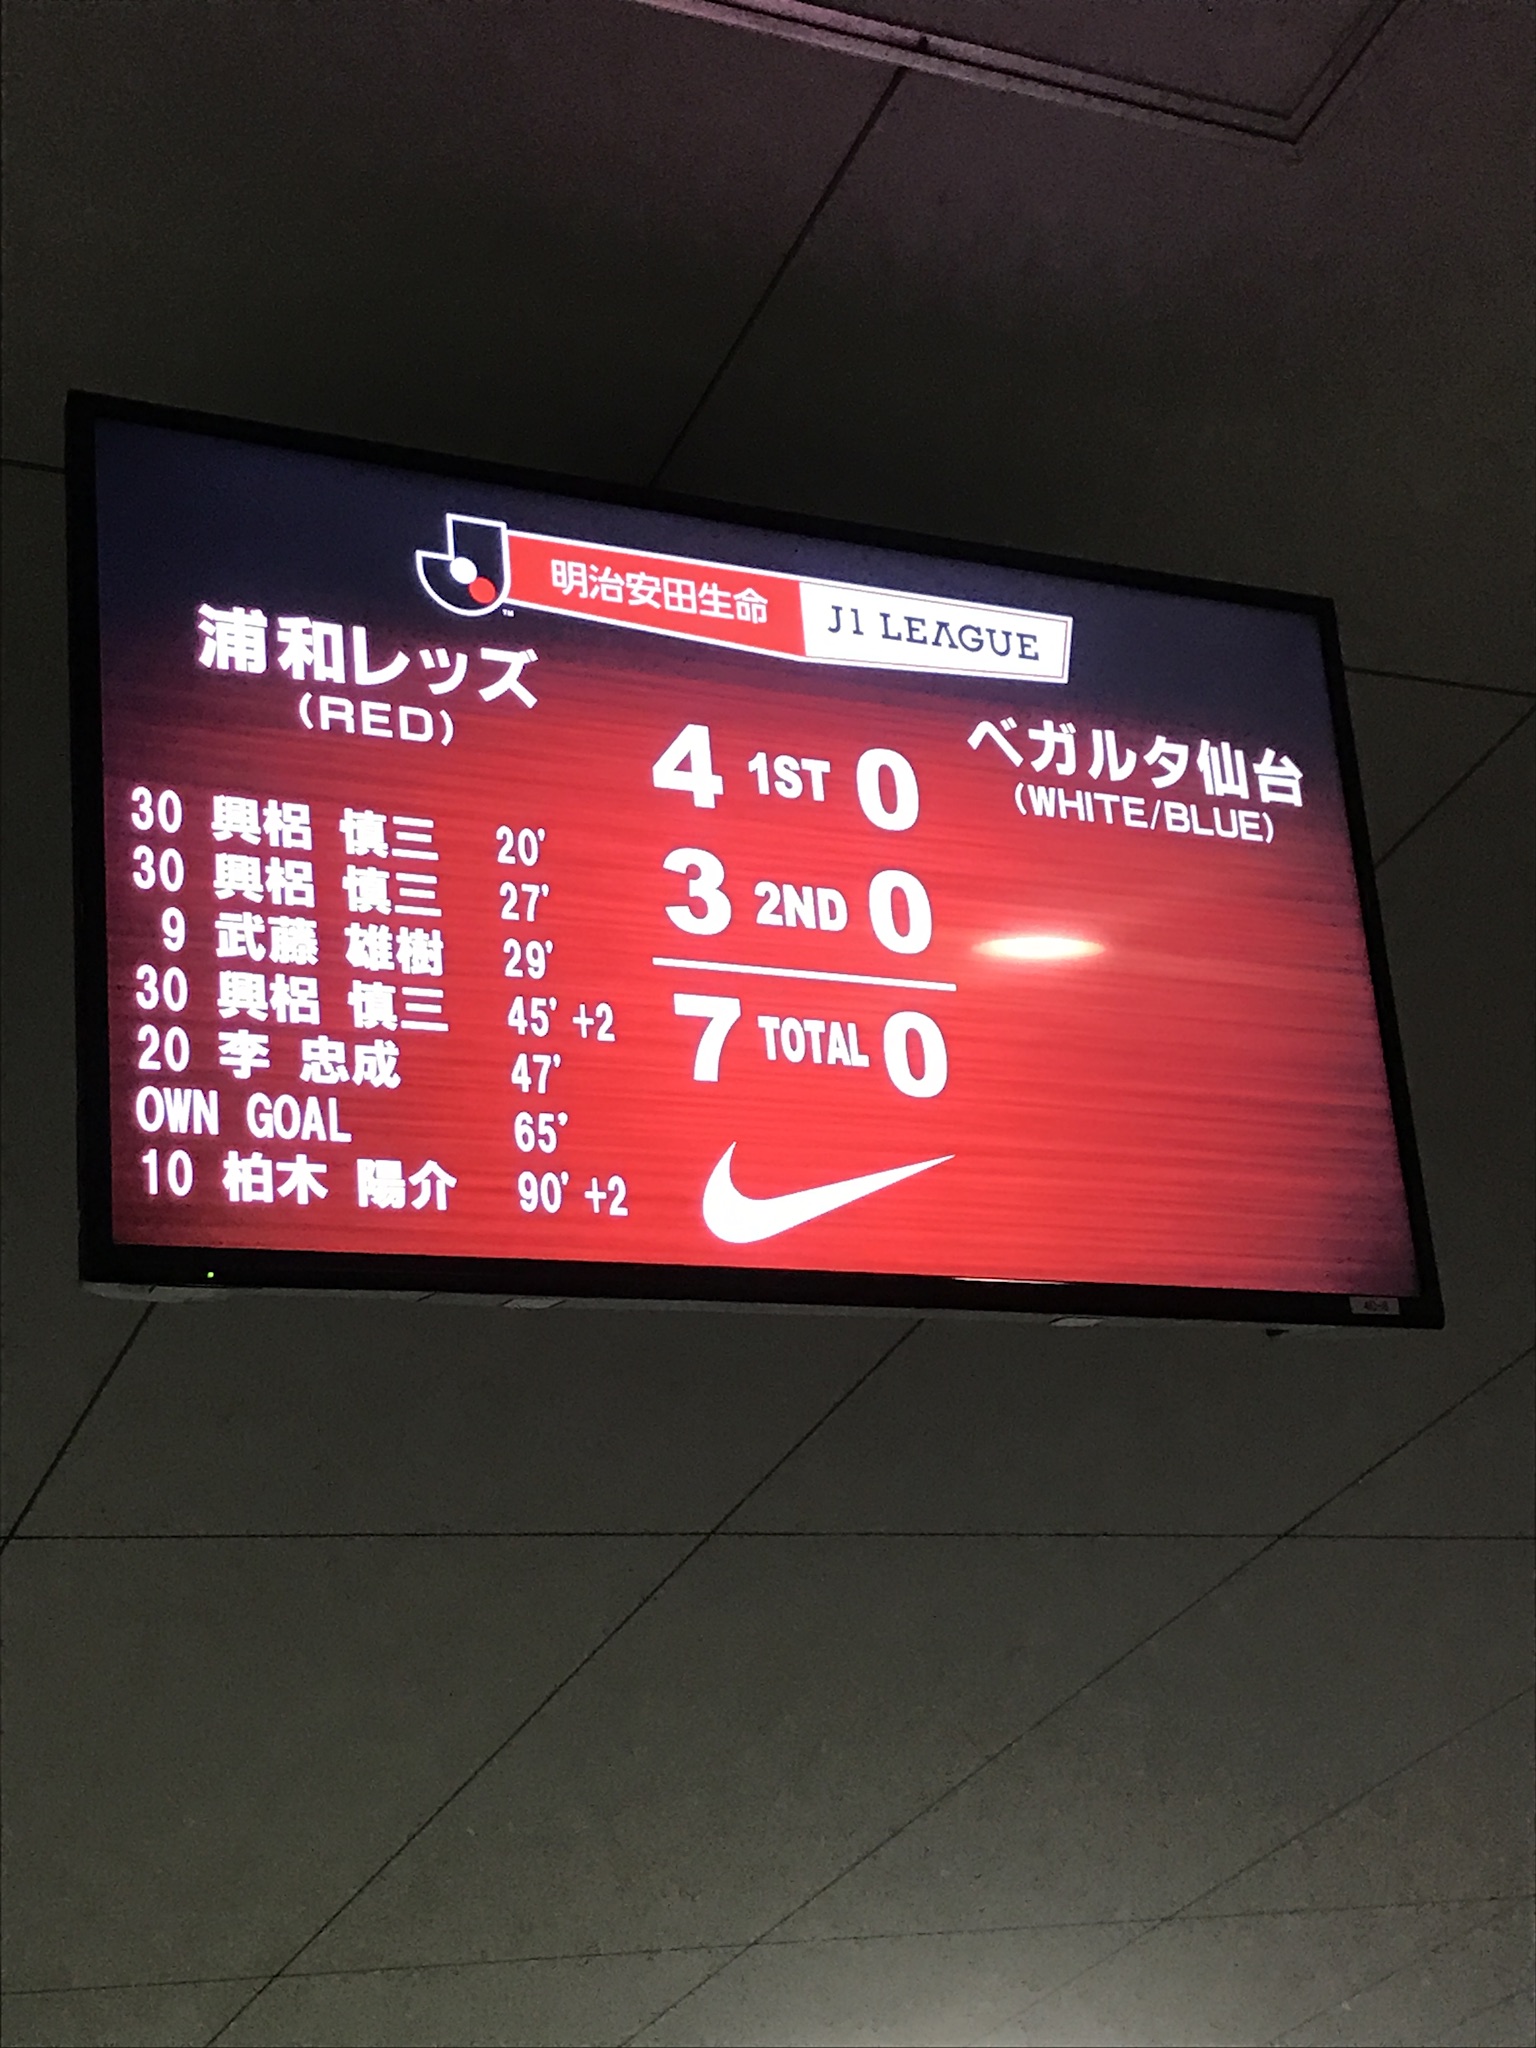 明治安田生命 J1 LEAGUE
浦和レッズ
(RED)
ベガルタ仙台
(WHITE/BLUE)
4 1ST 0
3 2ND 0
7 TOTAL 0
30 興梠 慎三 20'
30 興梠 慎三 27'
9 武藤 雄樹 29'
30 興梠 慎三 45' +2
20 李 忠成 47'
OWN GOAL 65'
10 柏木 陽介 90' +2